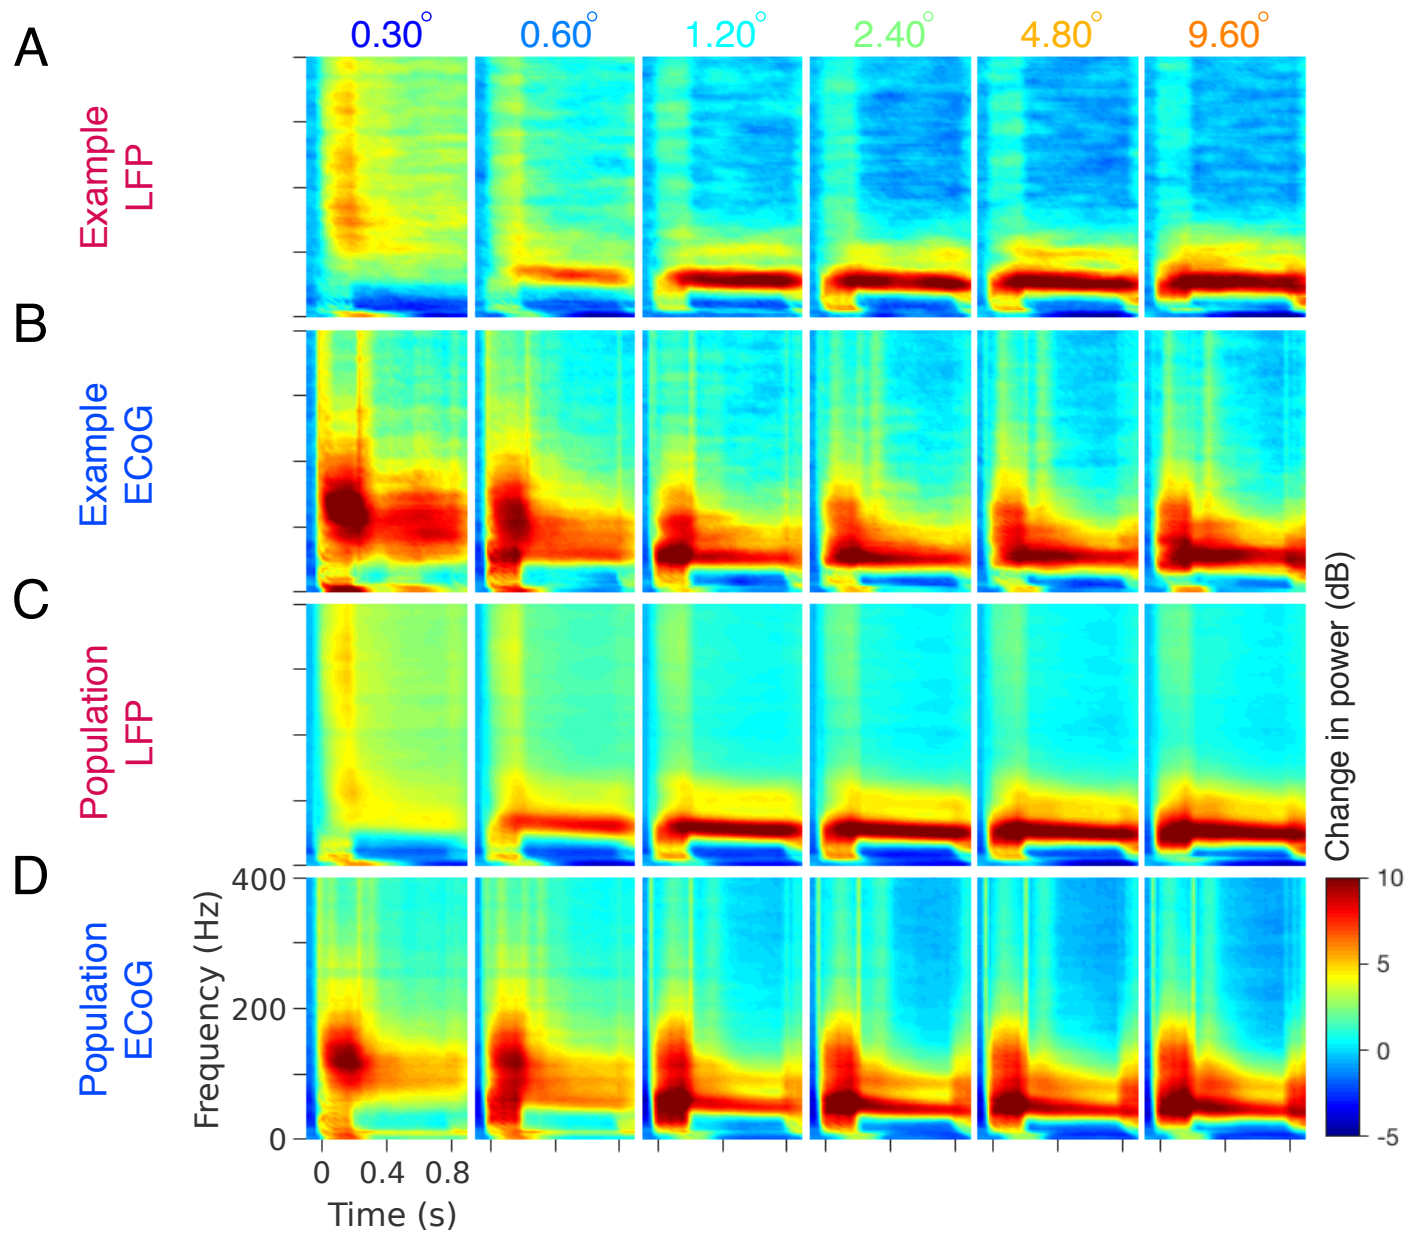 A
0.30°
0.60°
1.20°
2.40°
4.80°
9.60°
Example
LFP
B
Example
ECoG
C
Population
LFP
D
Population
ECoG
Frequency (Hz)
400
200
0
0
0.4
0.8
Time (s)
Change in power (dB)
10
5
0
-5